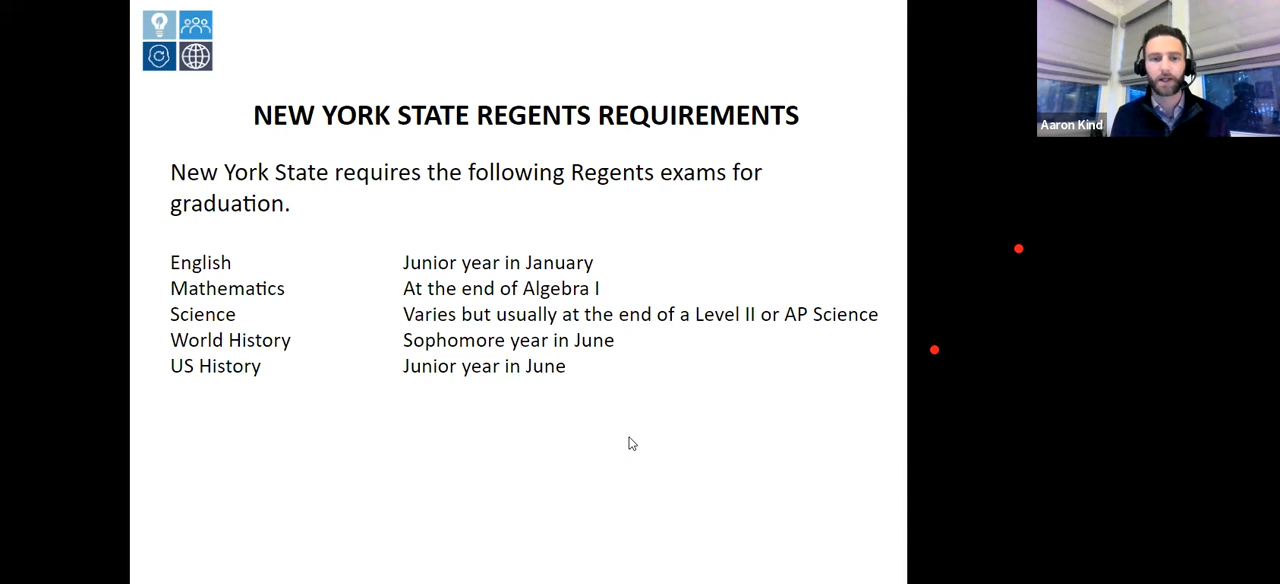 NEW YORK STATE REGENTS REQUIREMENTS
New York State requires the following Regents exams for
graduation.
English Junior year in January
Mathematics At the end of Algebra I
Science Varies but usually at the end of a Level II or AP Science
World History Sophomore year in June
US History Junior year in June
Aaron Kind